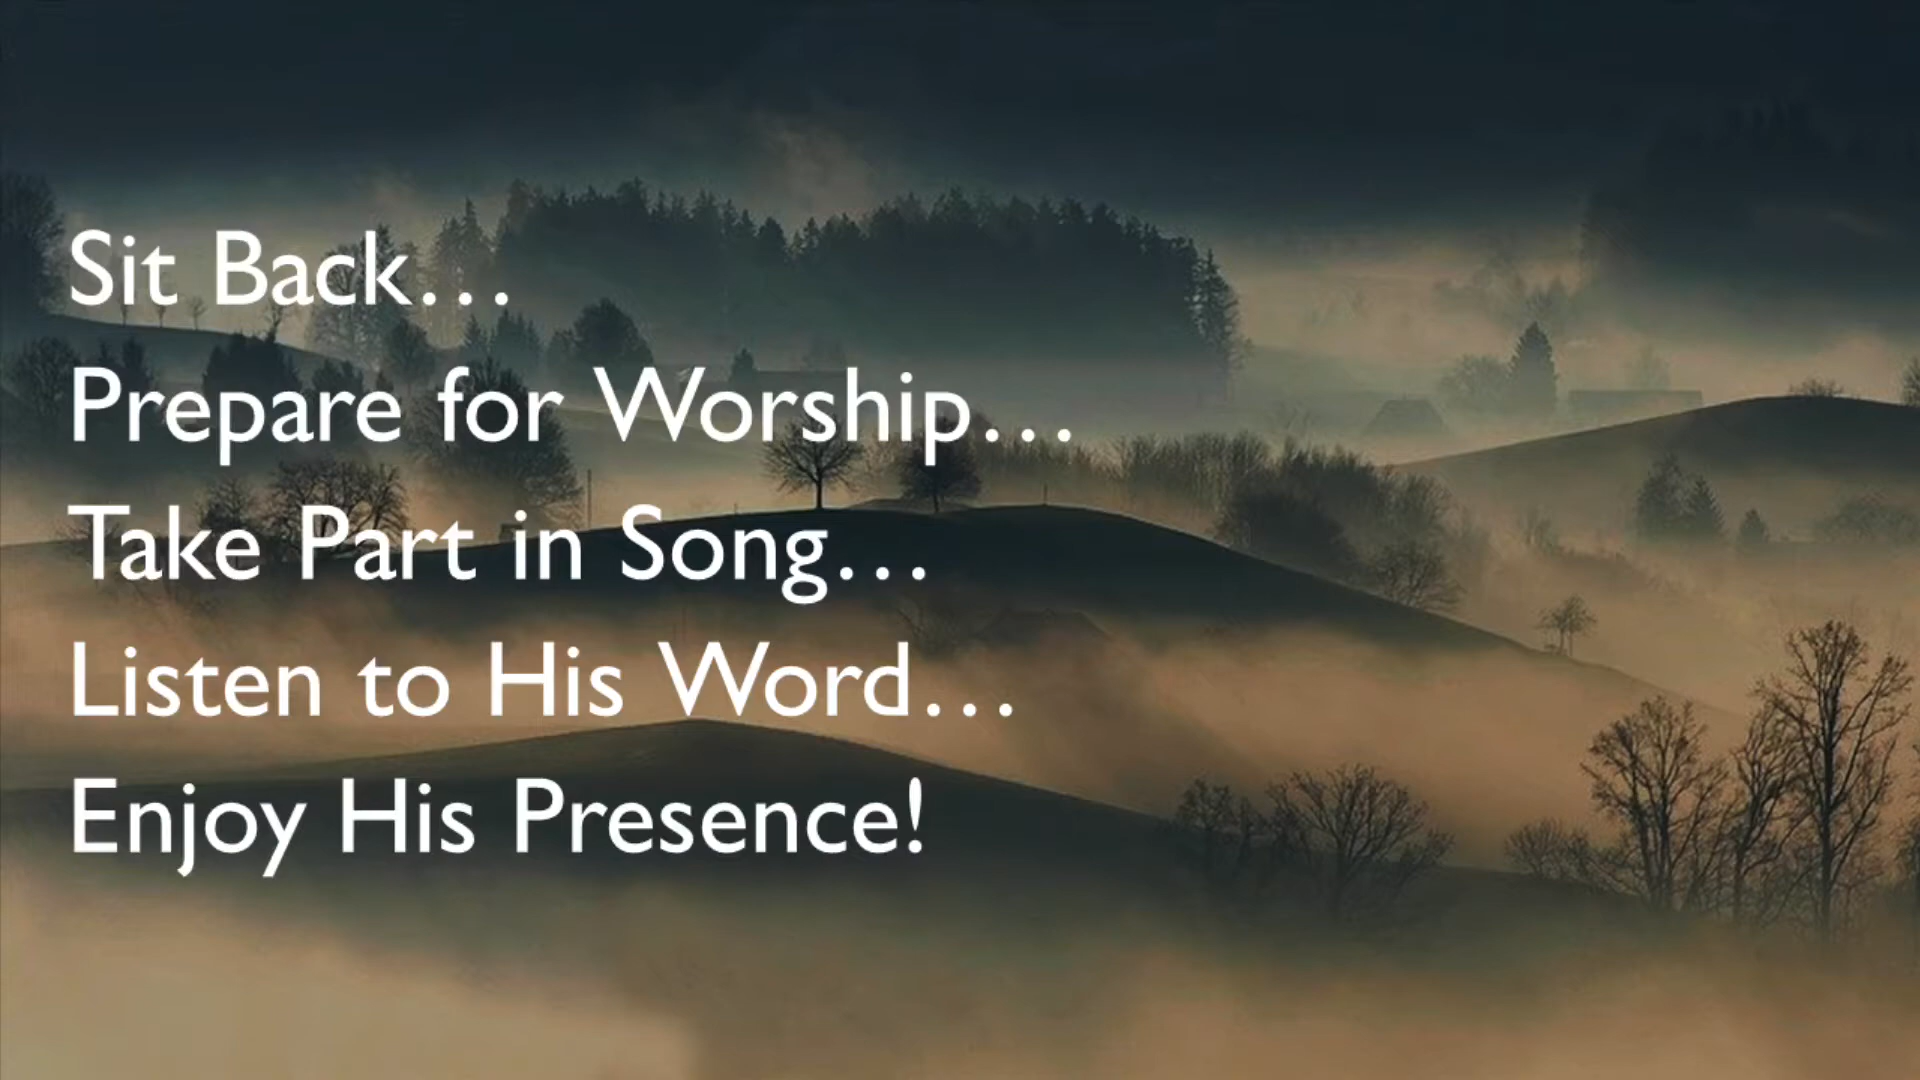 Sit Back…
Prepare for Worship…
Take Part in Song…
Listen to His Word…
Enjoy His Presence!